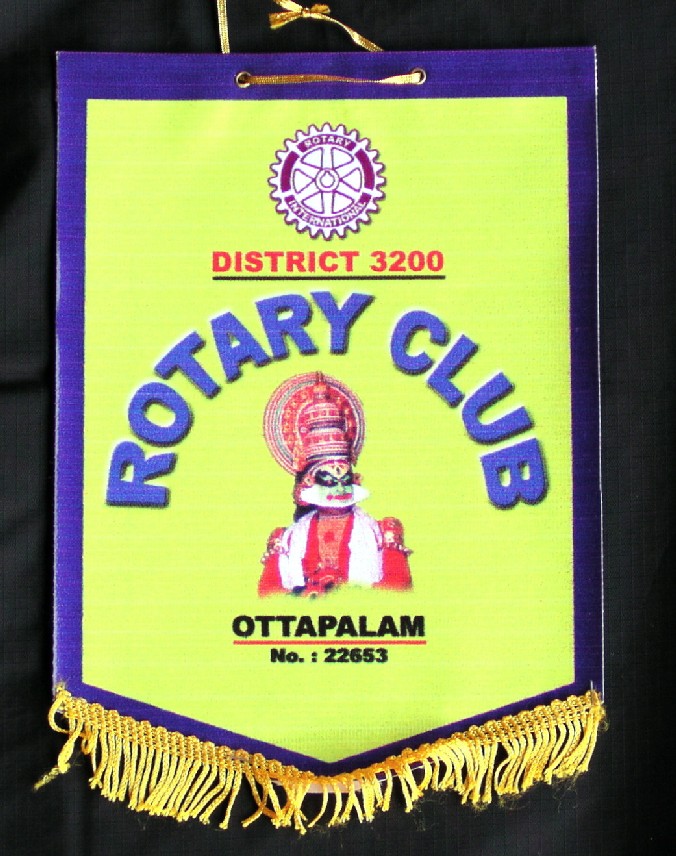 ROTARY
INTERNATIONAL
DISTRICT 3200
ROTARY CLUB
OTTAPALAM
No. : 22653